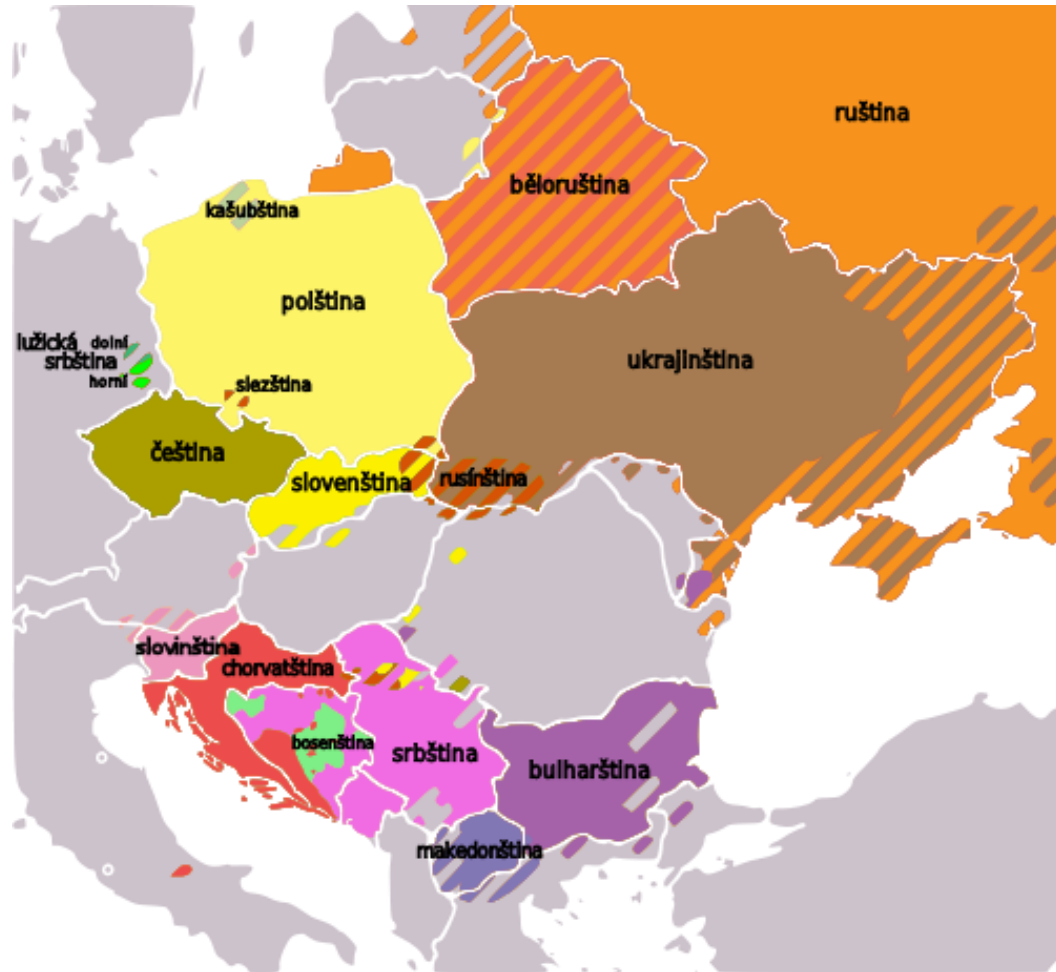 ruština
běloruština
kašubština
polština
lužická
srbština
dolní
horní
ukrajinština
slezština
čeština
slovenština
rusínština
slovinština
chorvatština
bosenština
srbština
bulharština
makedonština